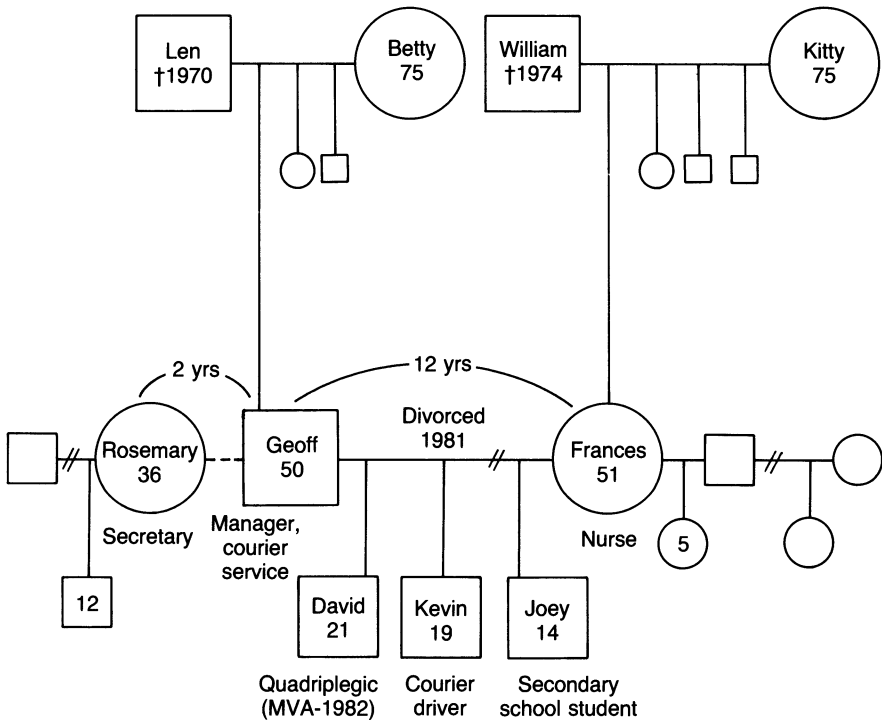 Len
†1970
Betty
75
William
†1974
Kitty
75
2 yrs
12 yrs
Divorced
1981
Rosemary
36
Geoff
50
Frances
51
Secretary
Manager,
courier
service
Nurse
5
12
David
21
Kevin
19
Joey
14
Quadriplegic
(MVA-1982)
Courier
driver
Secondary
school student